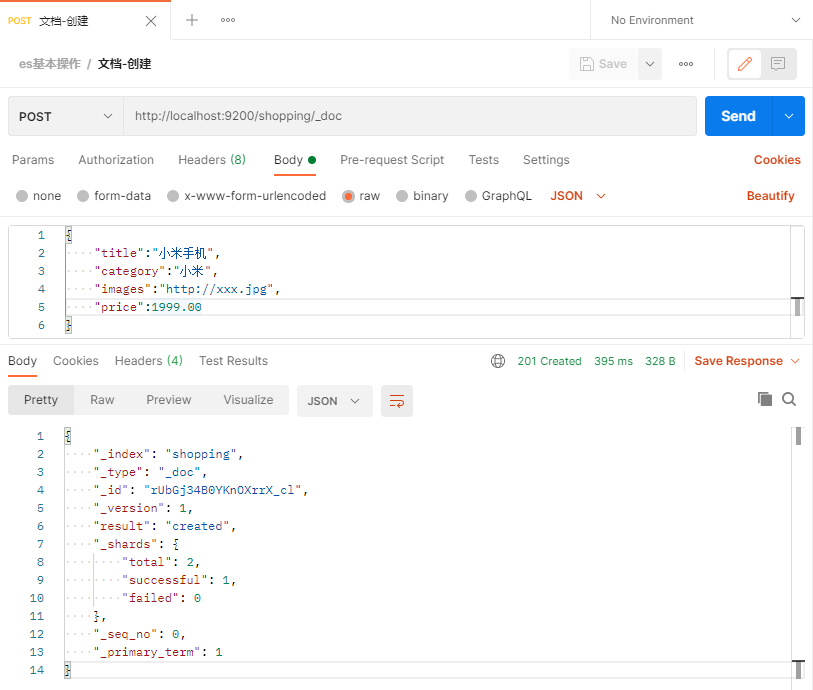 POST 文档-创建
No Environment
es基本操作 / 文档-创建
Save
POST http://localhost:9200/shopping/_doc Send
Params Authorization Headers (8) Body Pre-request Script Tests Settings Cookies
none form-data x-www-form-urlencoded raw binary GraphQL JSON Beautify
1 {
2 "title":"小米手机",
3 "category":"小米",
4 "images":"http://xxx.jpg",
5 "price":1999.00
6 }
Body Cookies Headers (4) Test Results 201 Created 395 ms 328 B Save Response
Pretty Raw Preview Visualize JSON
1 {
2 "_index": "shopping",
3 "_type": "_doc",
4 "_id": "rUbGj34B0YKnOXrrX_cl",
5 "_version": 1,
6 "result": "created",
7 "_shards": {
8 "total": 2,
9 "successful": 1,
10 "failed": 0
11 },
12 "_seq_no": 0,
13 "_primary_term": 1
14 }